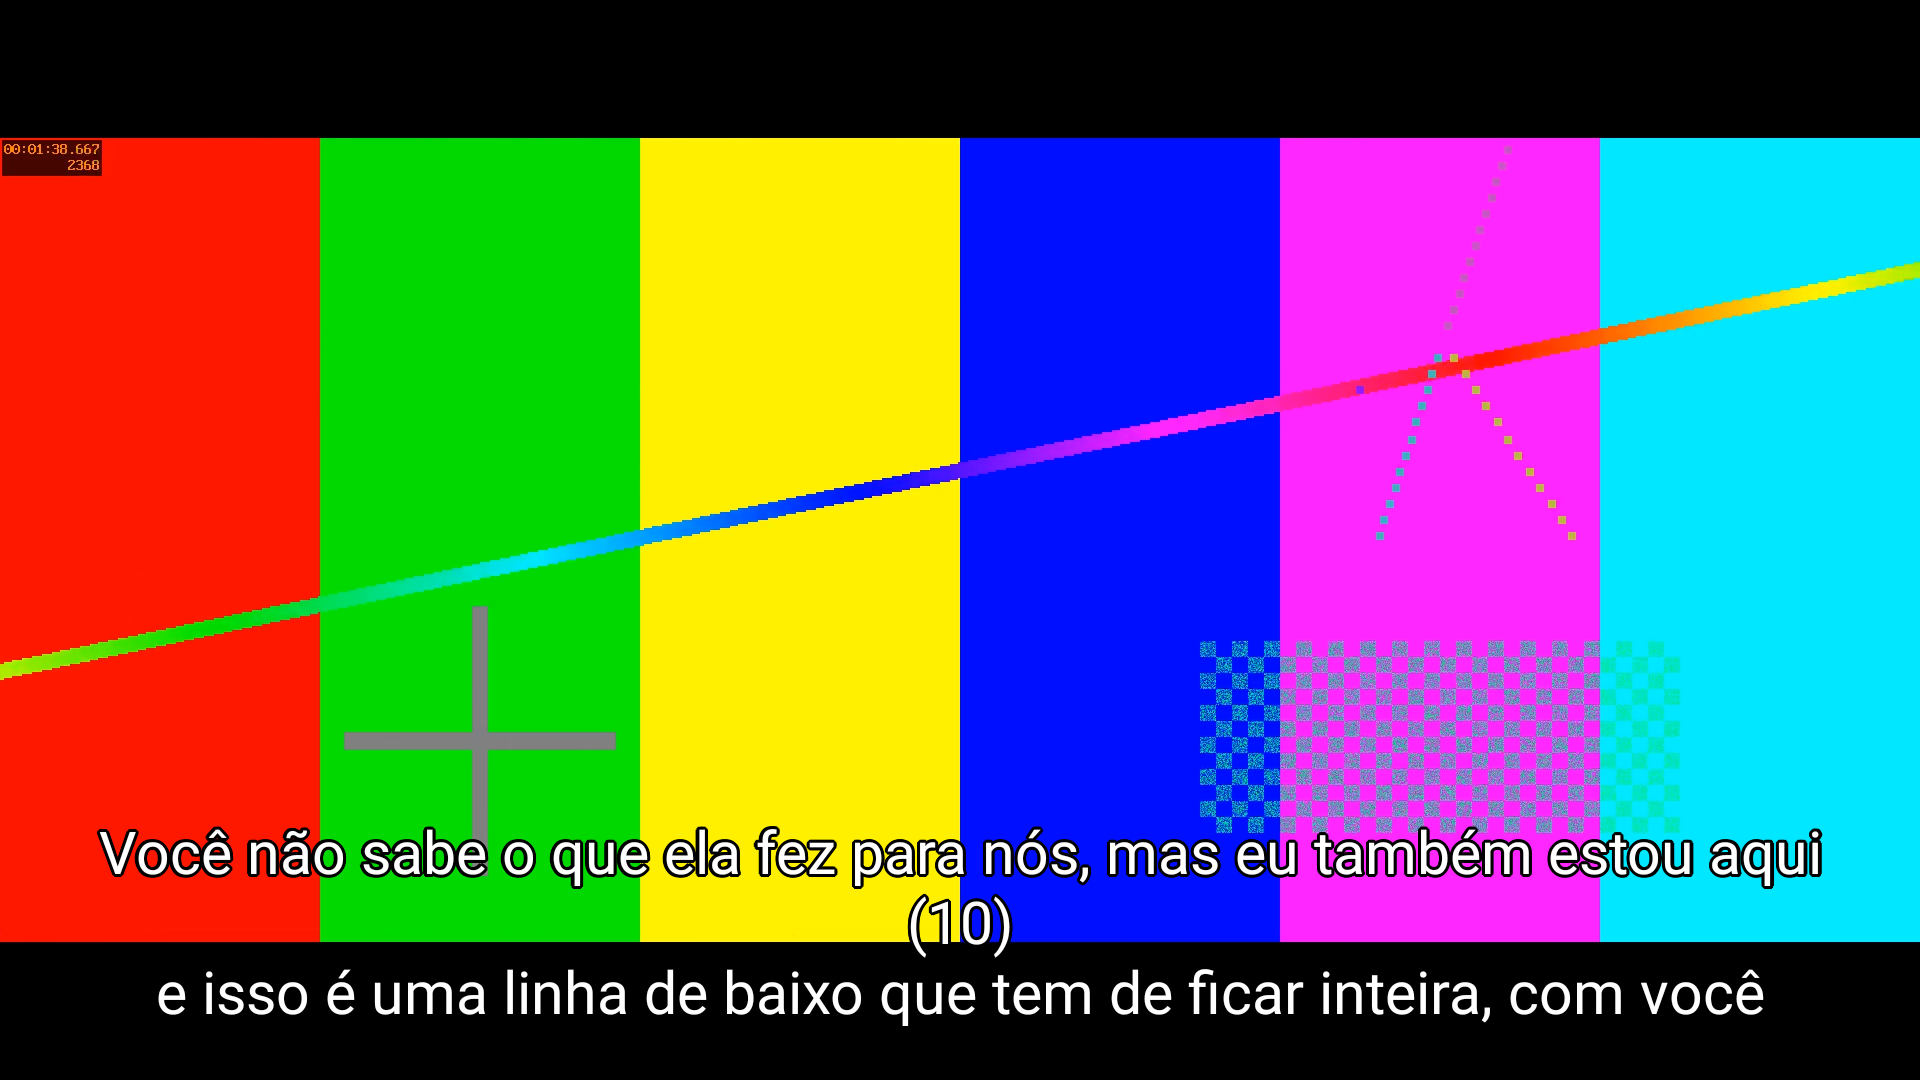 00:01:38.667
2368
Você não sabe o que ela fez para nós, mas eu também estou aqui
(10)
e isso é uma linha de baixo que tem de ficar inteira, com você